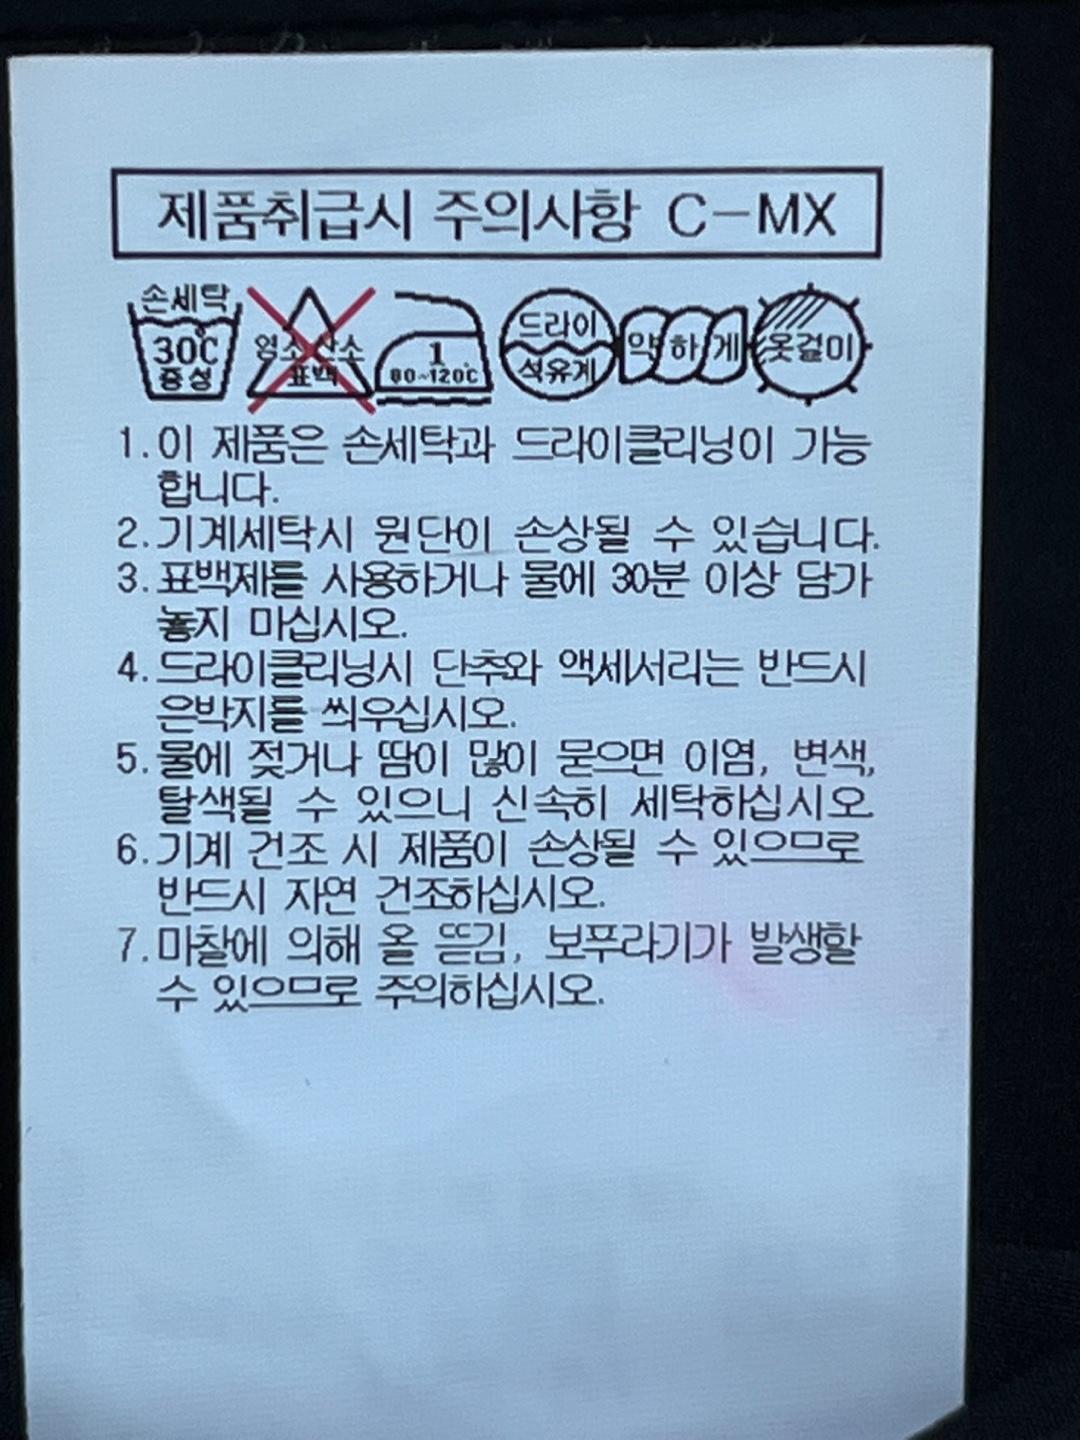 제품취급시 주의사항 C-MX
손세탁
30℃
중성
염소 산소
표백
1
80~120℃
드라이
석유계
약하게
옷걸이
1. 이 제품은 손세탁과 드라이클리닝이 가능
합니다.
2. 기계세탁시 원단이 손상될 수 있습니다.
3. 표백제를 사용하거나 물에 30분 이상 담가
놓지 마십시오.
4. 드라이클리닝시 단추와 액세서리는 반드시
은박지를 씌우십시오.
5. 물에 젖거나 땀이 많이 묻으면 이염, 변색,
탈색될 수 있으니 신속히 세탁하십시오
6. 기계 건조 시 제품이 손상될 수 있으므로
반드시 자연 건조하십시오.
7. 마찰에 의해 올 뜯김, 보푸라기가 발생할
수 있으므로 주의하십시오.